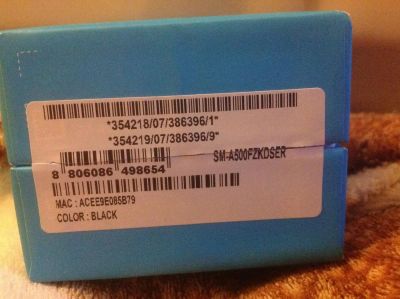 "354218/07/386396/1"
"354219/07/386396/9"
SM-A500FZKDSER
8 806086 498654
MAC : ACEE9E085B79
COLOR : BLACK